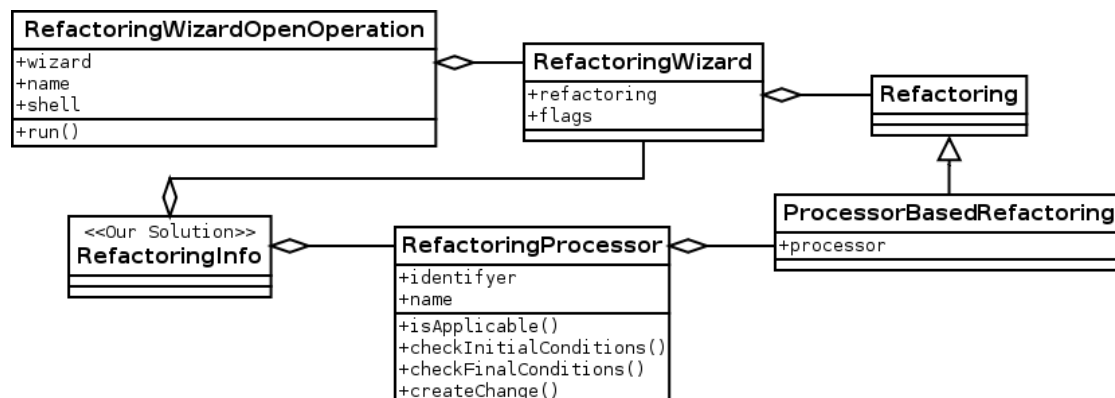 RefactoringWizardOpenOperation
+wizard
+name
+shell
+run()
RefactoringWizard
+refactoring
+flags
Refactoring
<<Our Solution>>
RefactoringInfo
RefactoringProcessor
+identifyer
+name
+isApplicable()
+checkInitialConditions()
+checkFinalConditions()
+createChange()
ProcessorBasedRefactoring
+processor